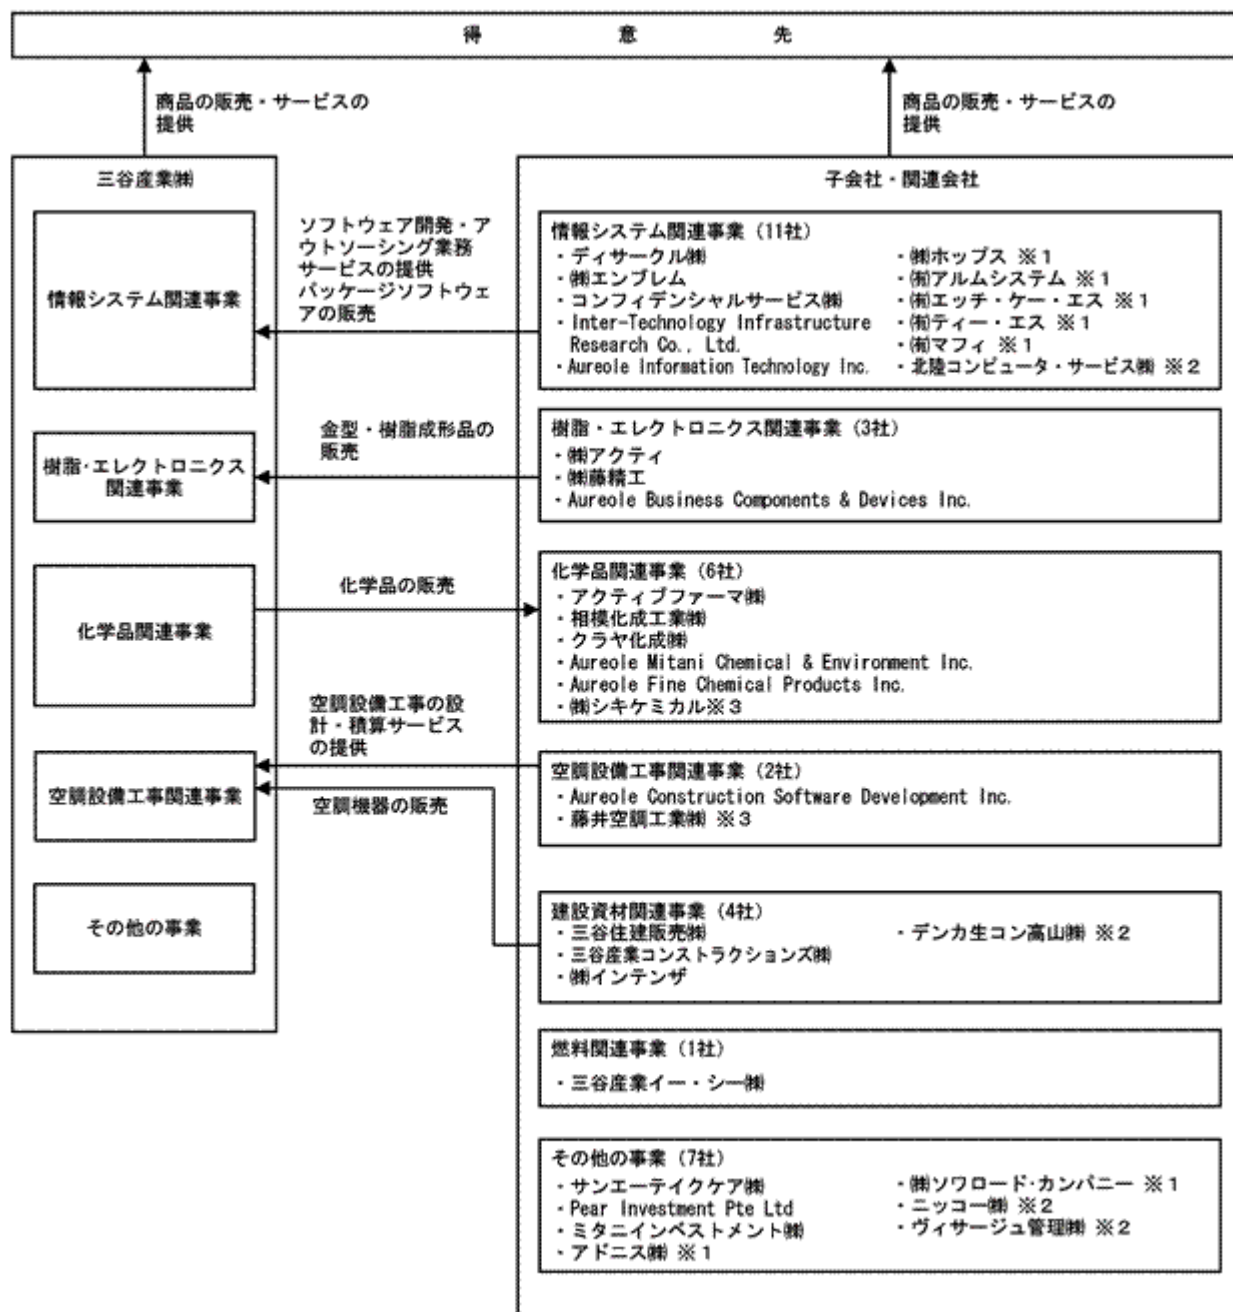 得意先
商品の販売・サービスの
提供
商品の販売・サービスの
提供
三谷産業㈱
情報システム関連事業
樹脂・エレクトロニクス
関連事業
化学品関連事業
空調設備工事関連事業
その他の事業
ソフトウェア開発・ア
ウトソーシング業務
サービスの提供
パッケージソフトウェ
アの販売
金型・樹脂成形品の
販売
化学品の販売
空調設備工事の設
計・積算サービス
の提供
空調機器の販売
子会社・関連会社
情報システム関連事業(11社)
・ディサークル㈱
・㈱エンブレム
・コンフィデンシャルサービス㈱
・Inter-Technology Infrastructure
Research Co., Ltd.
・Aureole Information Technology Inc.
・㈱ホップス ※1
・㈲アルムシステム ※1
・㈲エッチ・ケー・エス ※1
・㈲ティー・エス ※1
・㈲マフィ ※1
・北陸コンピュータ・サービス㈱ ※2
樹脂・エレクトロニクス関連事業(3社)
・㈱アクティ
・㈱藤精工
・Aureole Business Components & Devices Inc.
化学品関連事業(6社)
・アクティブファーマ㈱
・相模化成工業㈱
・クラヤ化成㈱
・Aureole Mitani Chemical & Environment Inc.
・Aureole Fine Chemical Products Inc.
・㈱シキケミカル※3
空調設備工事関連事業(2社)
・Aureole Construction Software Development Inc.
・藤井空調工業㈱ ※3
建設資材関連事業(4社)
・三谷住建販売㈱
・三谷産業コンストラクションズ㈱
・㈱インテンザ
・デンカ生コン高山㈱ ※2
燃料関連事業(1社)
・三谷産業イー・シー㈱
その他の事業(7社)
・サンエーテイクケア㈱
・Pear Investment Pte Ltd
・ミタニインベストメント㈱
・アドニス㈱ ※1
・㈱ソワロード・カンパニー ※1
・ニッコー㈱ ※2
・ヴィサージュ管理㈱ ※2